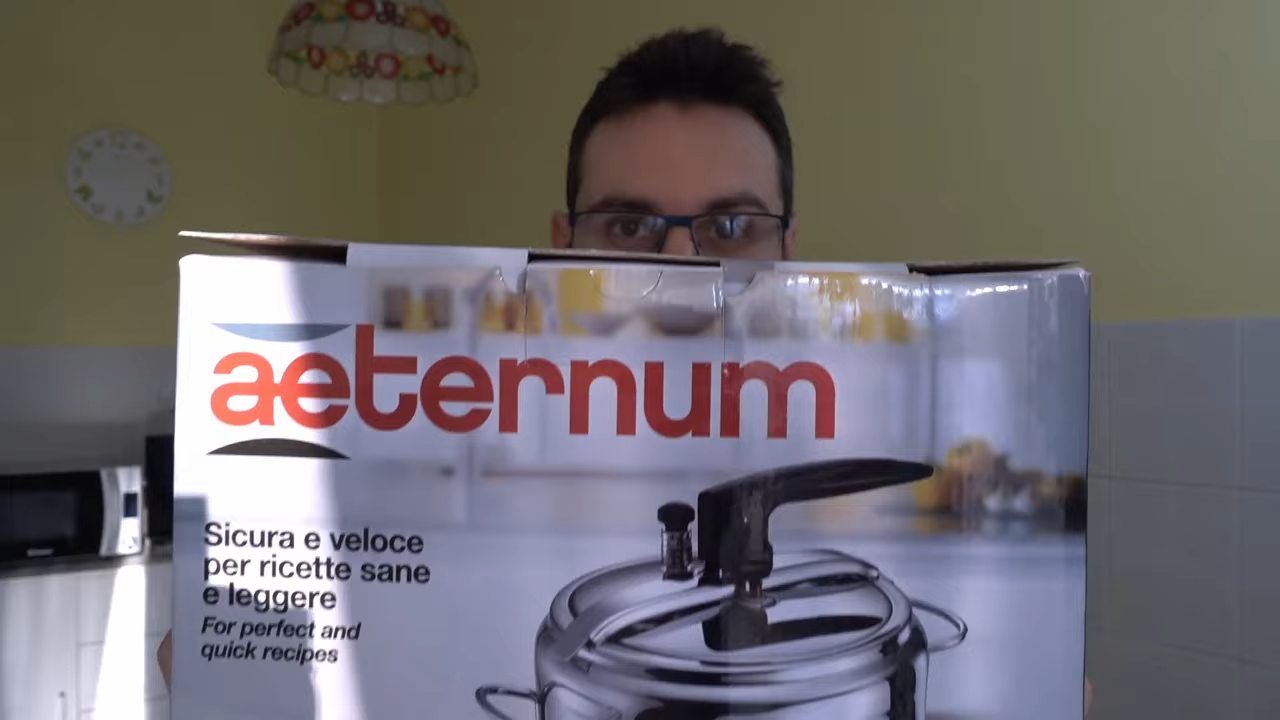 aeternum
Sicura e veloce
per ricette sane
e leggere
For perfect and
quick recipes